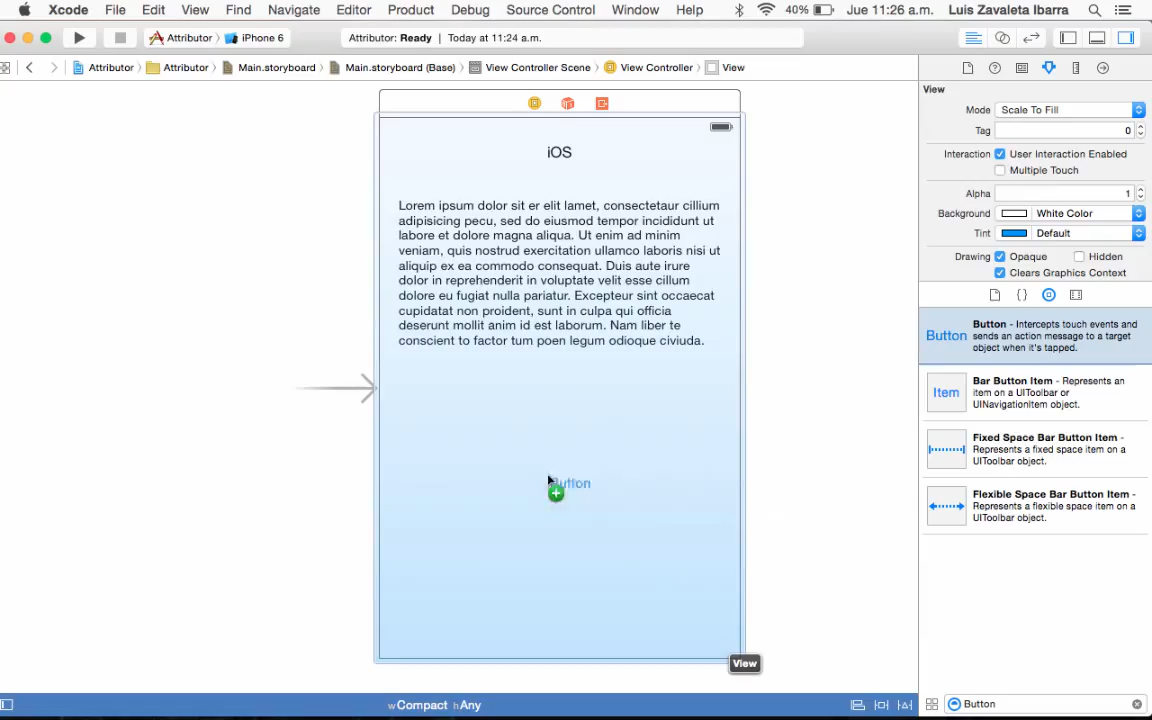 Xcode File Edit View Find Navigate Editor Product Debug Source Control Window Help 40% Jue 11:26 a.m. Luis Zavaleta Ibarra
Attributor iPhone 6 Attributor: Ready | Today at 11:24 a.m.
Attributor Attributor Main.storyboard Main.storyboard (Base) View Controller Scene View Controller View
View
Mode Scale To Fill
Tag 0
Interaction User Interaction Enabled
Multiple Touch
Alpha 1
Background White Color
Tint Default
Drawing Opaque Hidden
Clears Graphics Context
iOS
Lorem ipsum dolor sit er elit lamet, consectetaur cillium
adipisicing pecu, sed do eiusmod tempor incididunt ut
labore et dolore magna aliqua. Ut enim ad minim
veniam, quis nostrud exercitation ullamco laboris nisi ut
aliquip ex ea commodo consequat. Duis aute irure
dolor in reprehenderit in voluptate velit esse cillum
dolore eu fugiat nulla pariatur. Excepteur sint occaecat
cupidatat non proident, sunt in culpa qui officia
deserunt mollit anim id est laborum. Nam liber te
conscient to factor tum poen legum odioque civiuda.
Button
View
Button
Button - Intercepts touch events and
sends an action message to a target
object when it's tapped.
Item
Bar Button Item - Represents an
item on a UIToolbar or
UINavigationItem object.
Fixed Space Bar Button Item -
Represents a fixed space item on a
UIToolbar object.
Flexible Space Bar Button Item -
Represents a flexible space item on a
UIToolbar object.
wCompact hAny
Button